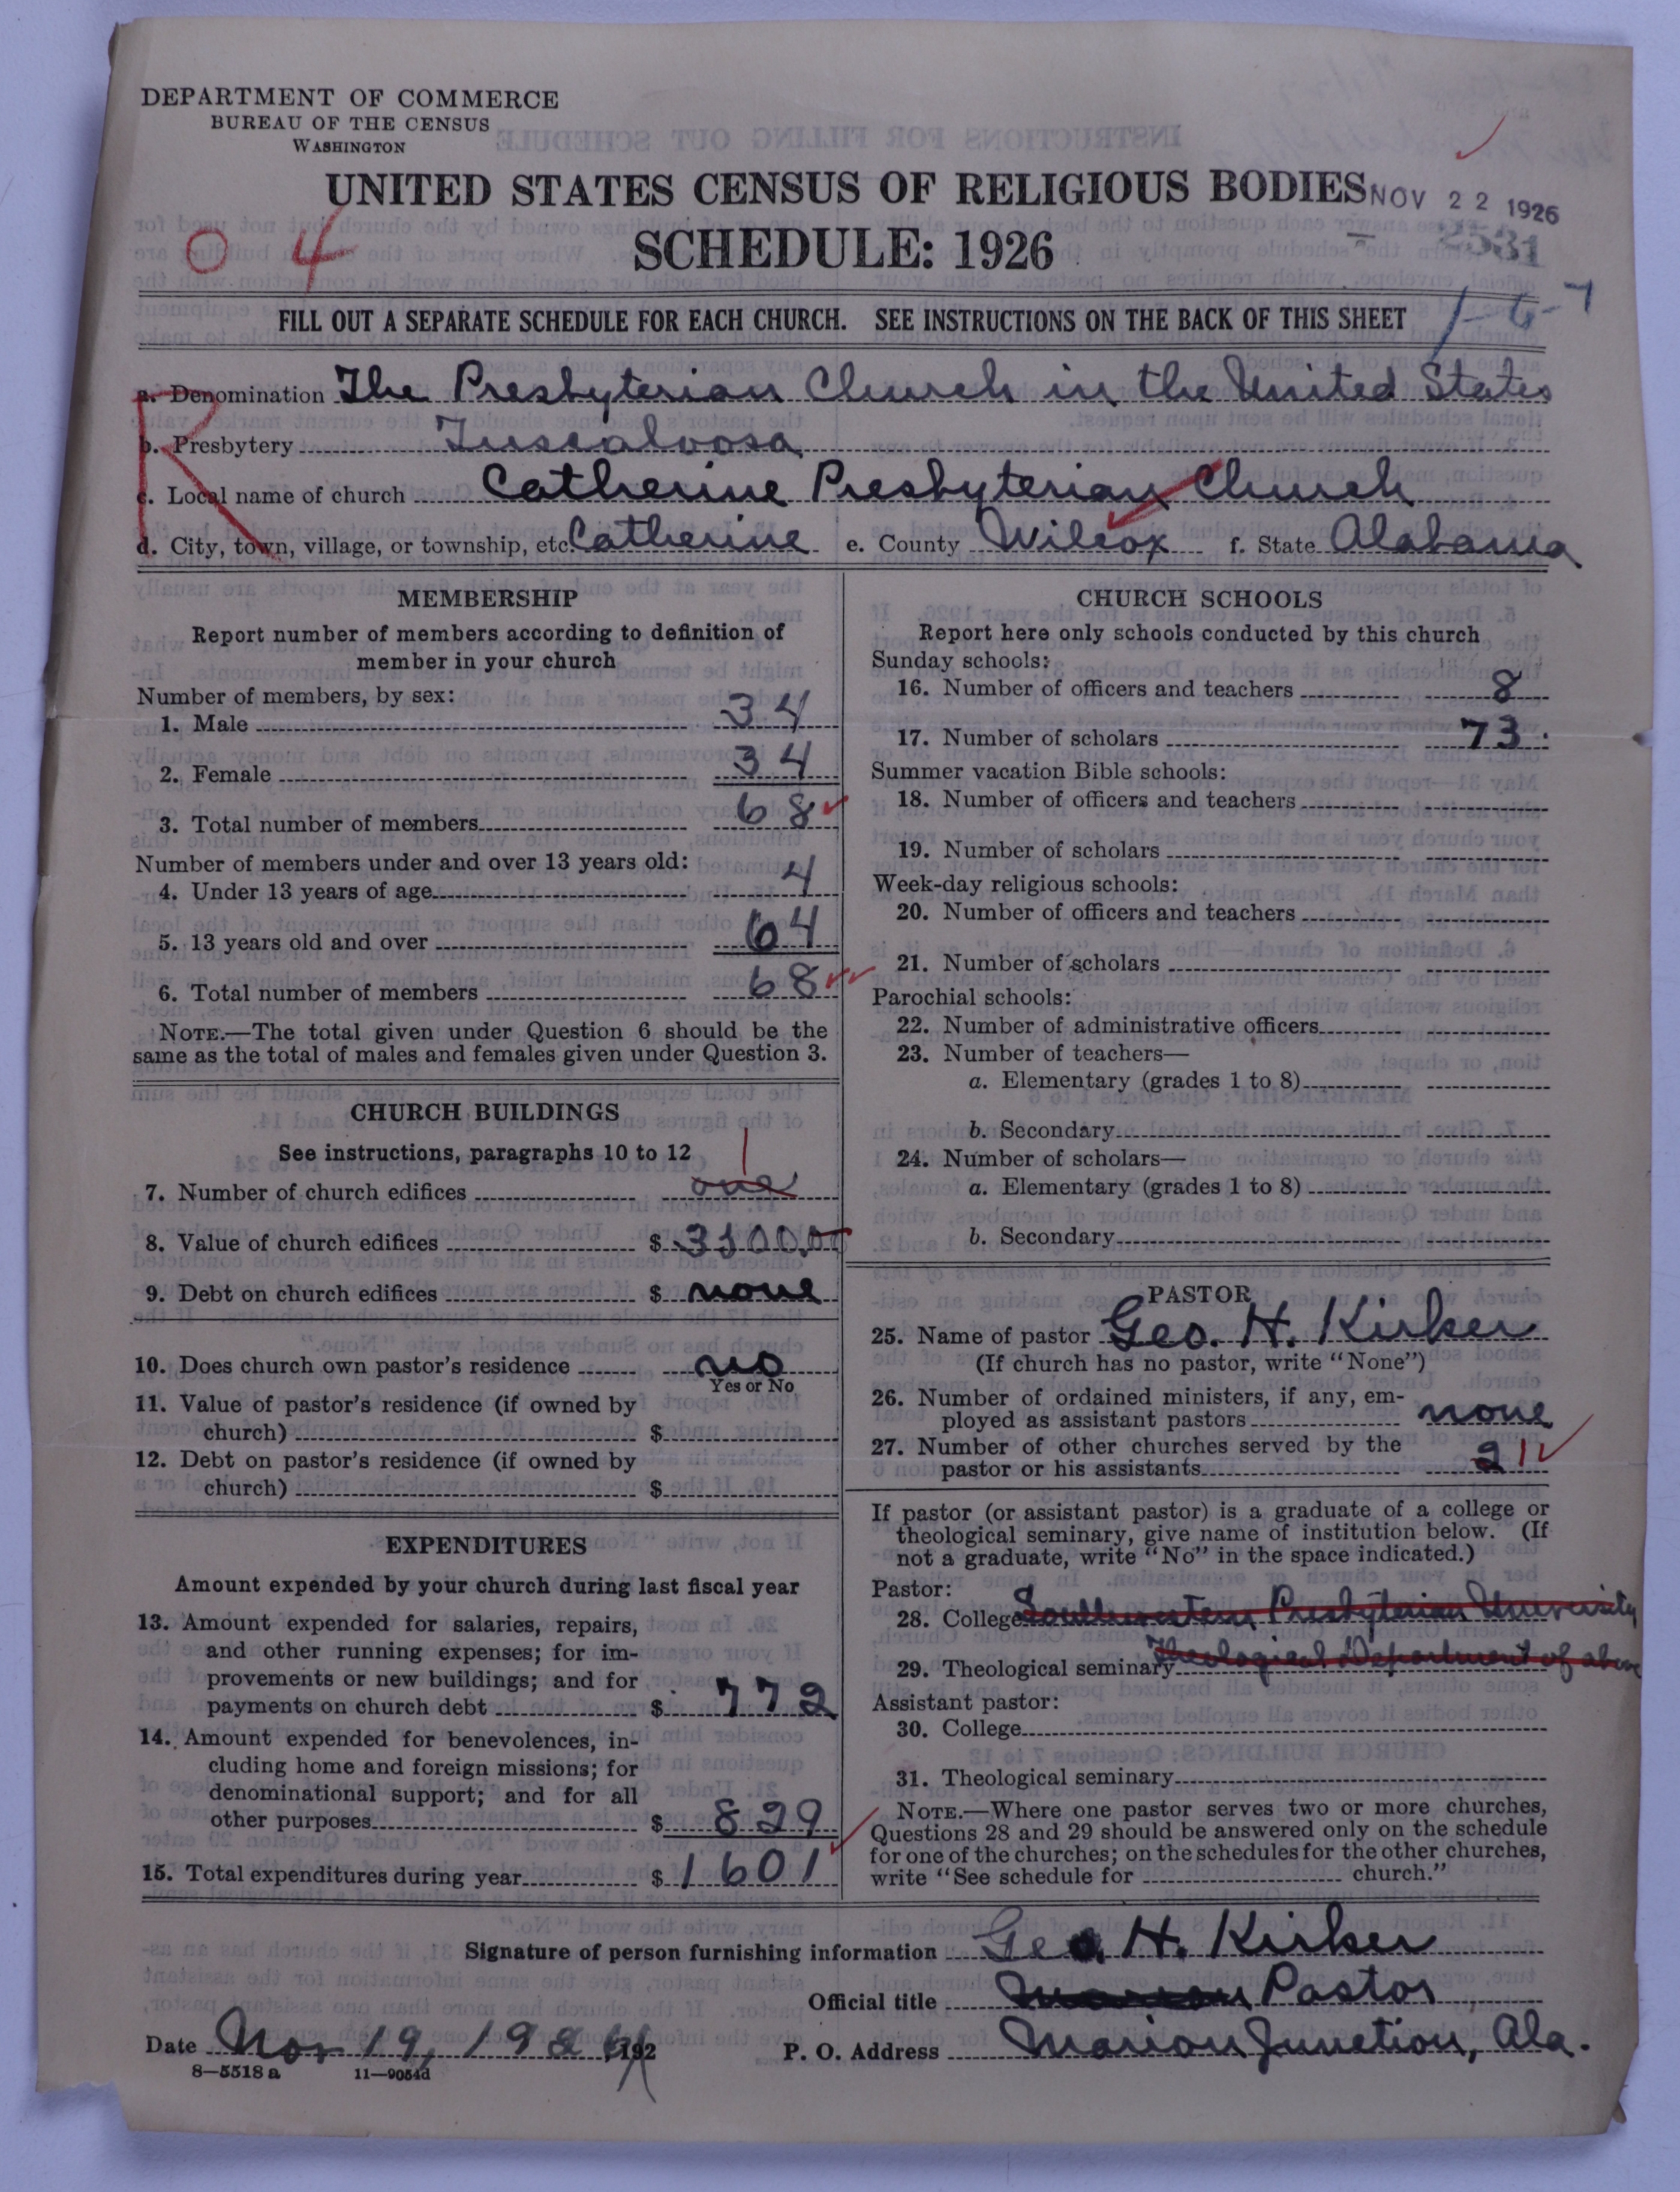 DEPARTMENT OF COMMERCE
BUREAU OF THE CENSUS
WASHINGTON
UNITED STATES CENSUS OF RELIGIOUS BODIES
NOV 22 1926
SCHEDULE: 1926
2531
0 4
FILL OUT A SEPARATE SCHEDULE FOR EACH CHURCH. SEE INSTRUCTIONS ON THE BACK OF THIS SHEET
R
a. Denomination The Presbyterian Church in the United States
b. Presbytery Tuscaloosa
c. Local name of church Catherine Presbyterian Church
d. City, town, village, or township, etc. Catherine e. County Wilcox f. State Alabama
MEMBERSHIP
Report number of members according to definition of
member in your church
Number of members, by sex:
1. Male 34
2. Female 34
3. Total number of members 68
Number of members under and over 13 years old:
4. Under 13 years of age 4
5. 13 years old and over 64
6. Total number of members 68
NOTE.—The total given under Question 6 should be the
same as the total of males and females given under Question 3.
CHURCH BUILDINGS
See instructions, paragraphs 10 to 12
1
7. Number of church edifices one
8. Value of church edifices $
9. Debt on church edifices $ none
10. Does church own pastor's residence no
Yes or No
11. Value of pastor's residence (if owned by
church) $
12. Debt on pastor's residence (if owned by
church) $
EXPENDITURES
Amount expended by your church during last fiscal year
13. Amount expended for salaries, repairs,
and other running expenses; for im-
provements or new buildings; and for
payments on church debt $ 772
14. Amount expended for benevolences, in-
cluding home and foreign missions; for
denominational support; and for all
other purposes $ 829
15. Total expenditures during year $ 1601
CHURCH SCHOOLS
Report here only schools conducted by this church
Sunday schools:
16. Number of officers and teachers 8
17. Number of scholars 73
Summer vacation Bible schools:
18. Number of officers and teachers
19. Number of scholars
Week-day religious schools:
20. Number of officers and teachers
21. Number of scholars
Parochial schools:
22. Number of administrative officers
23. Number of teachers—
a. Elementary (grades 1 to 8)
b. Secondary
24. Number of scholars—
a. Elementary (grades 1 to 8)
b. Secondary
PASTOR
25. Name of pastor Geo. H. Kirker
(If church has no pastor, write "None")
26. Number of ordained ministers, if any, em-
ployed as assistant pastors none
27. Number of other churches served by the
pastor or his assistants 2
If pastor (or assistant pastor) is a graduate of a college or
theological seminary, give name of institution below. (If
not a graduate, write "No" in the space indicated.)
Pastor:
28. College Southwestern Presbyterian University
29. Theological seminary Theological Department of above
Assistant pastor:
30. College
31. Theological seminary
NOTE.—Where one pastor serves two or more churches,
Questions 28 and 29 should be answered only on the schedule
for one of the churches; on the schedules for the other churches,
write "See schedule for church."
Signature of person furnishing information Geo. H. Kirker
Official title Pastor
Date Nov 19, 1926, 192 P. O. Address Marion Junction, Ala.
8—5518 a 11—9054d